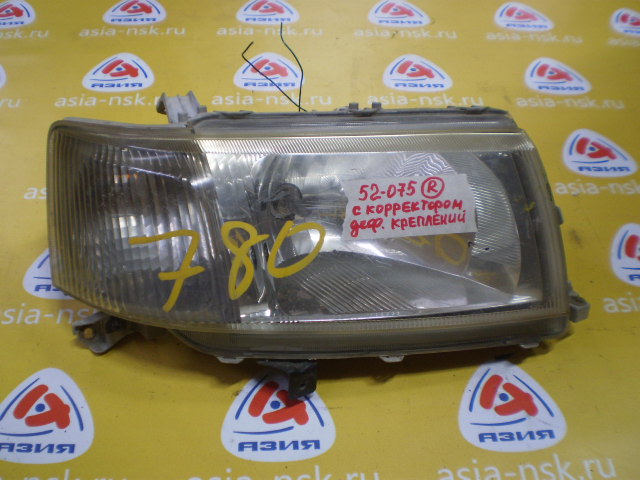 52-075 R
с корректором
деф. креплений
780
АЗИЯ
asia-nsk.ru